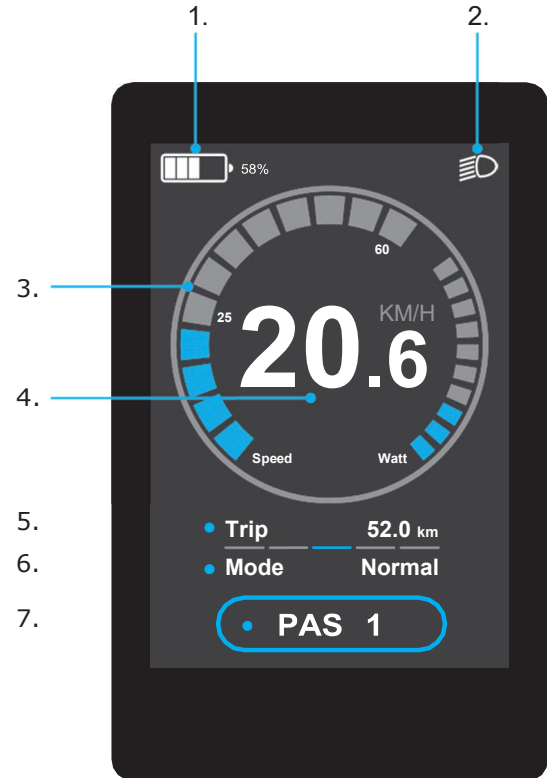 1.
2.
58%
60
3.
25
KM/H
20.6
4.
Speed
Watt
5.
Trip 52.0 km
6.
Mode Normal
7.
PAS 1